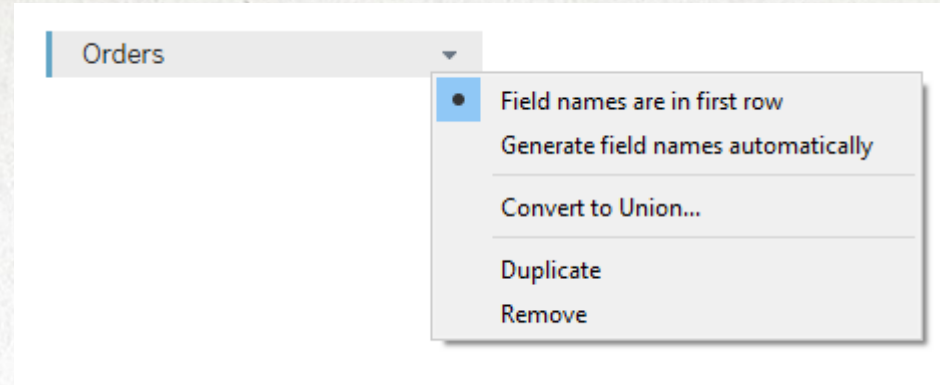 Orders
Field names are in first row
Generate field names automatically
Convert to Union...
Duplicate
Remove